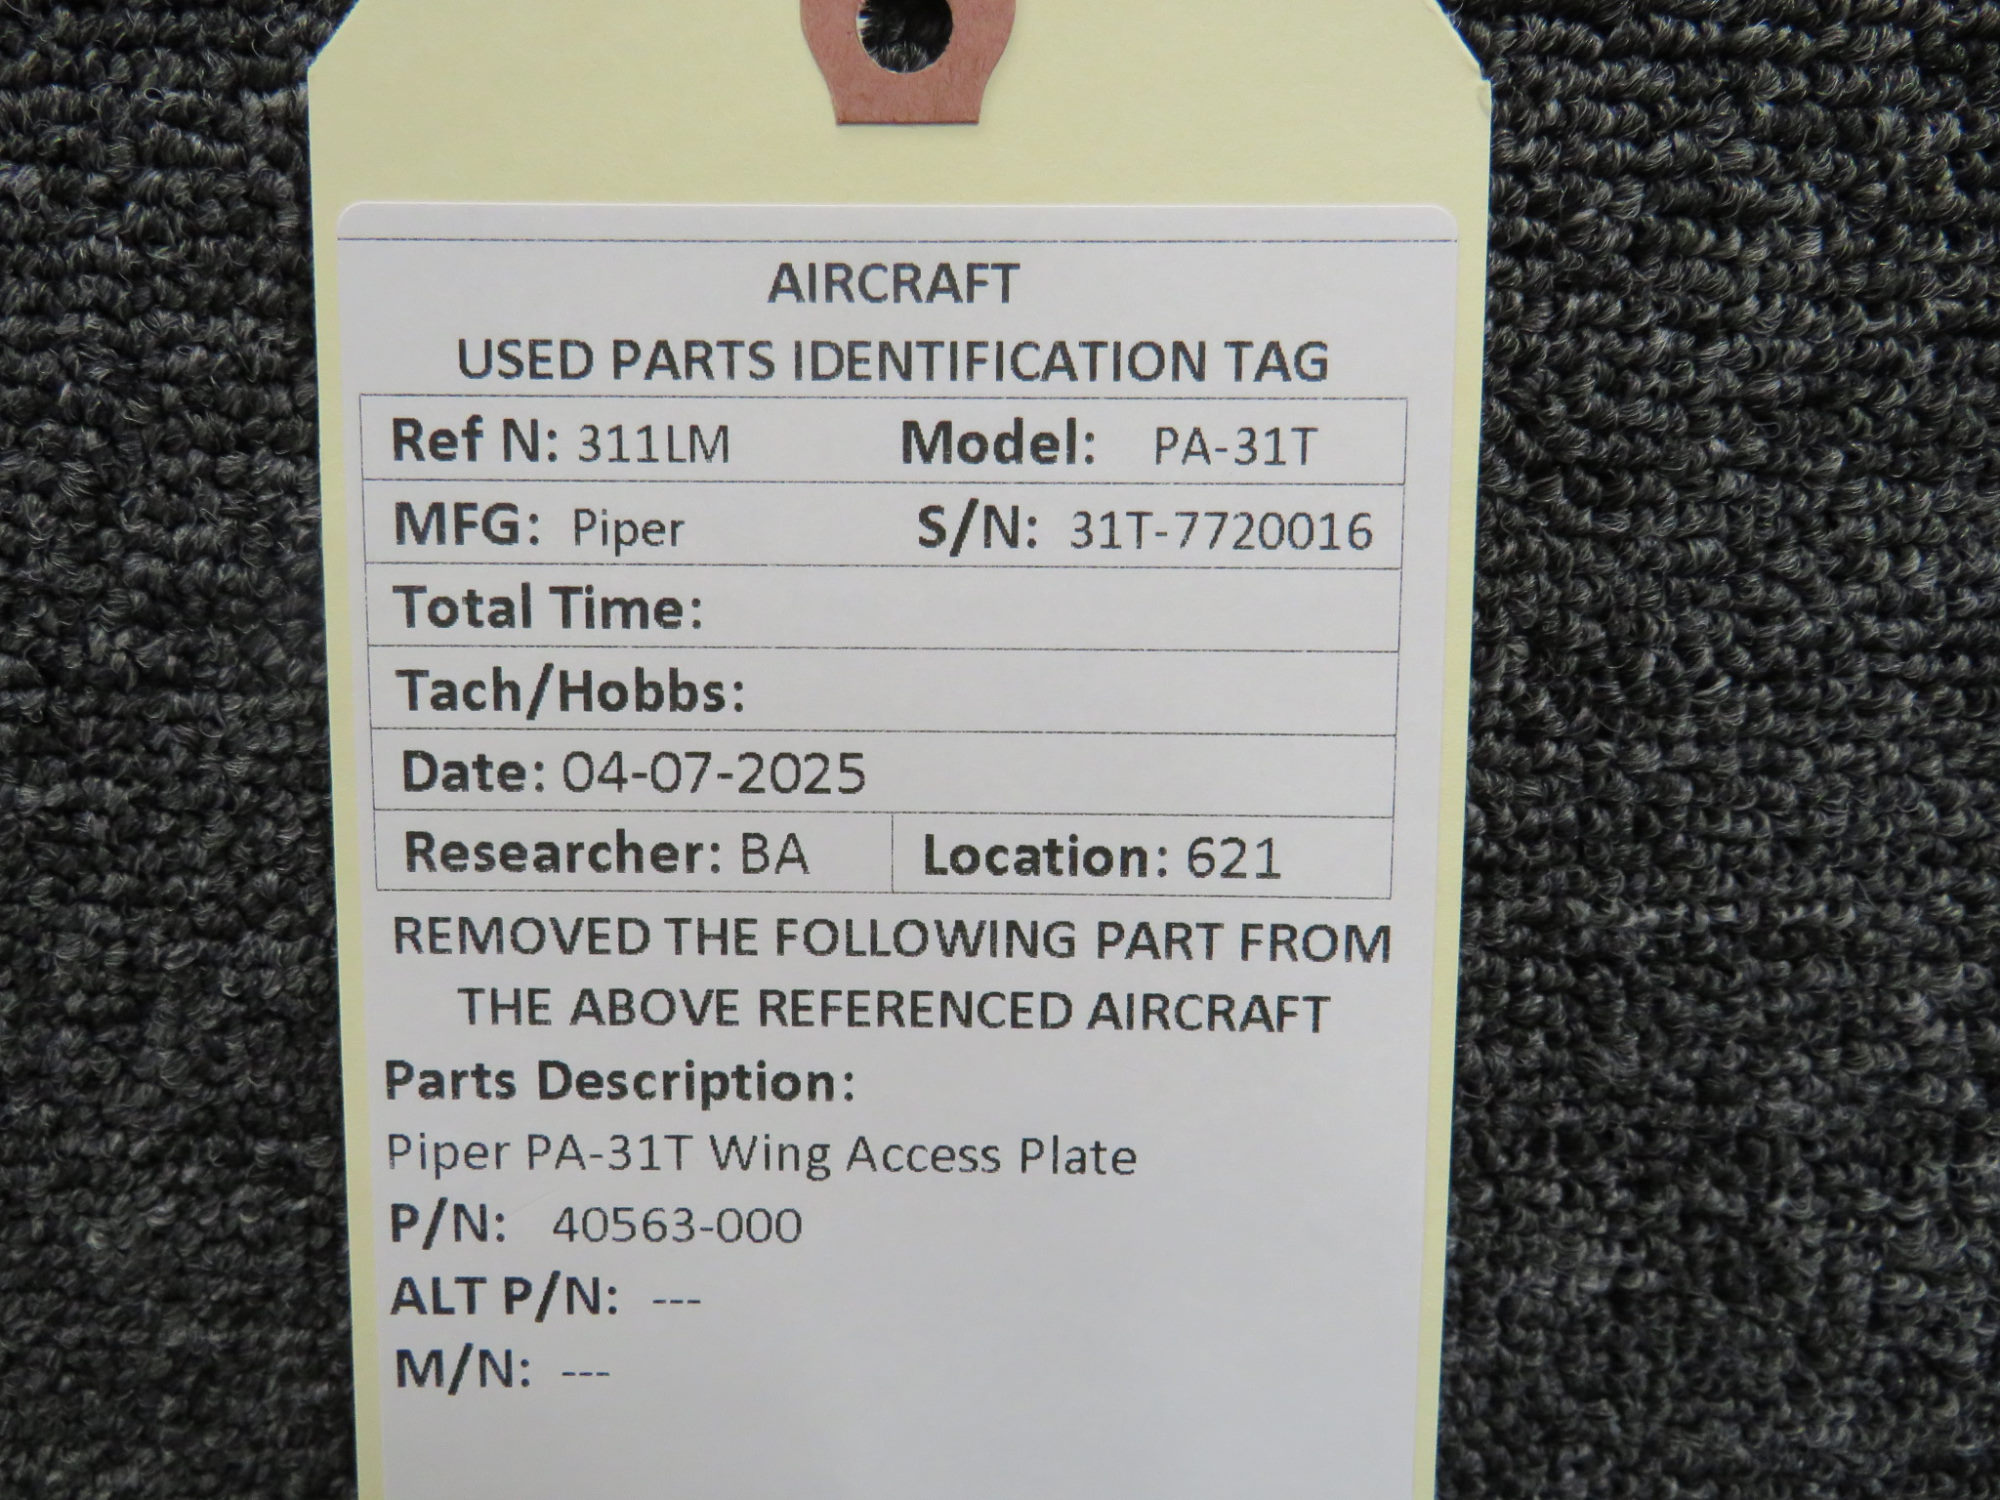 AIRCRAFT
USED PARTS IDENTIFICATION TAG
Ref N: 311LM Model: PA-31T
MFG: Piper S/N: 31T-7720016
Total Time:
Tach/Hobbs:
Date: 04-07-2025
Researcher: BA Location: 621
REMOVED THE FOLLOWING PART FROM
THE ABOVE REFERENCED AIRCRAFT
Parts Description:
Piper PA-31T Wing Access Plate
P/N: 40563-000
ALT P/N: ---
M/N: ---